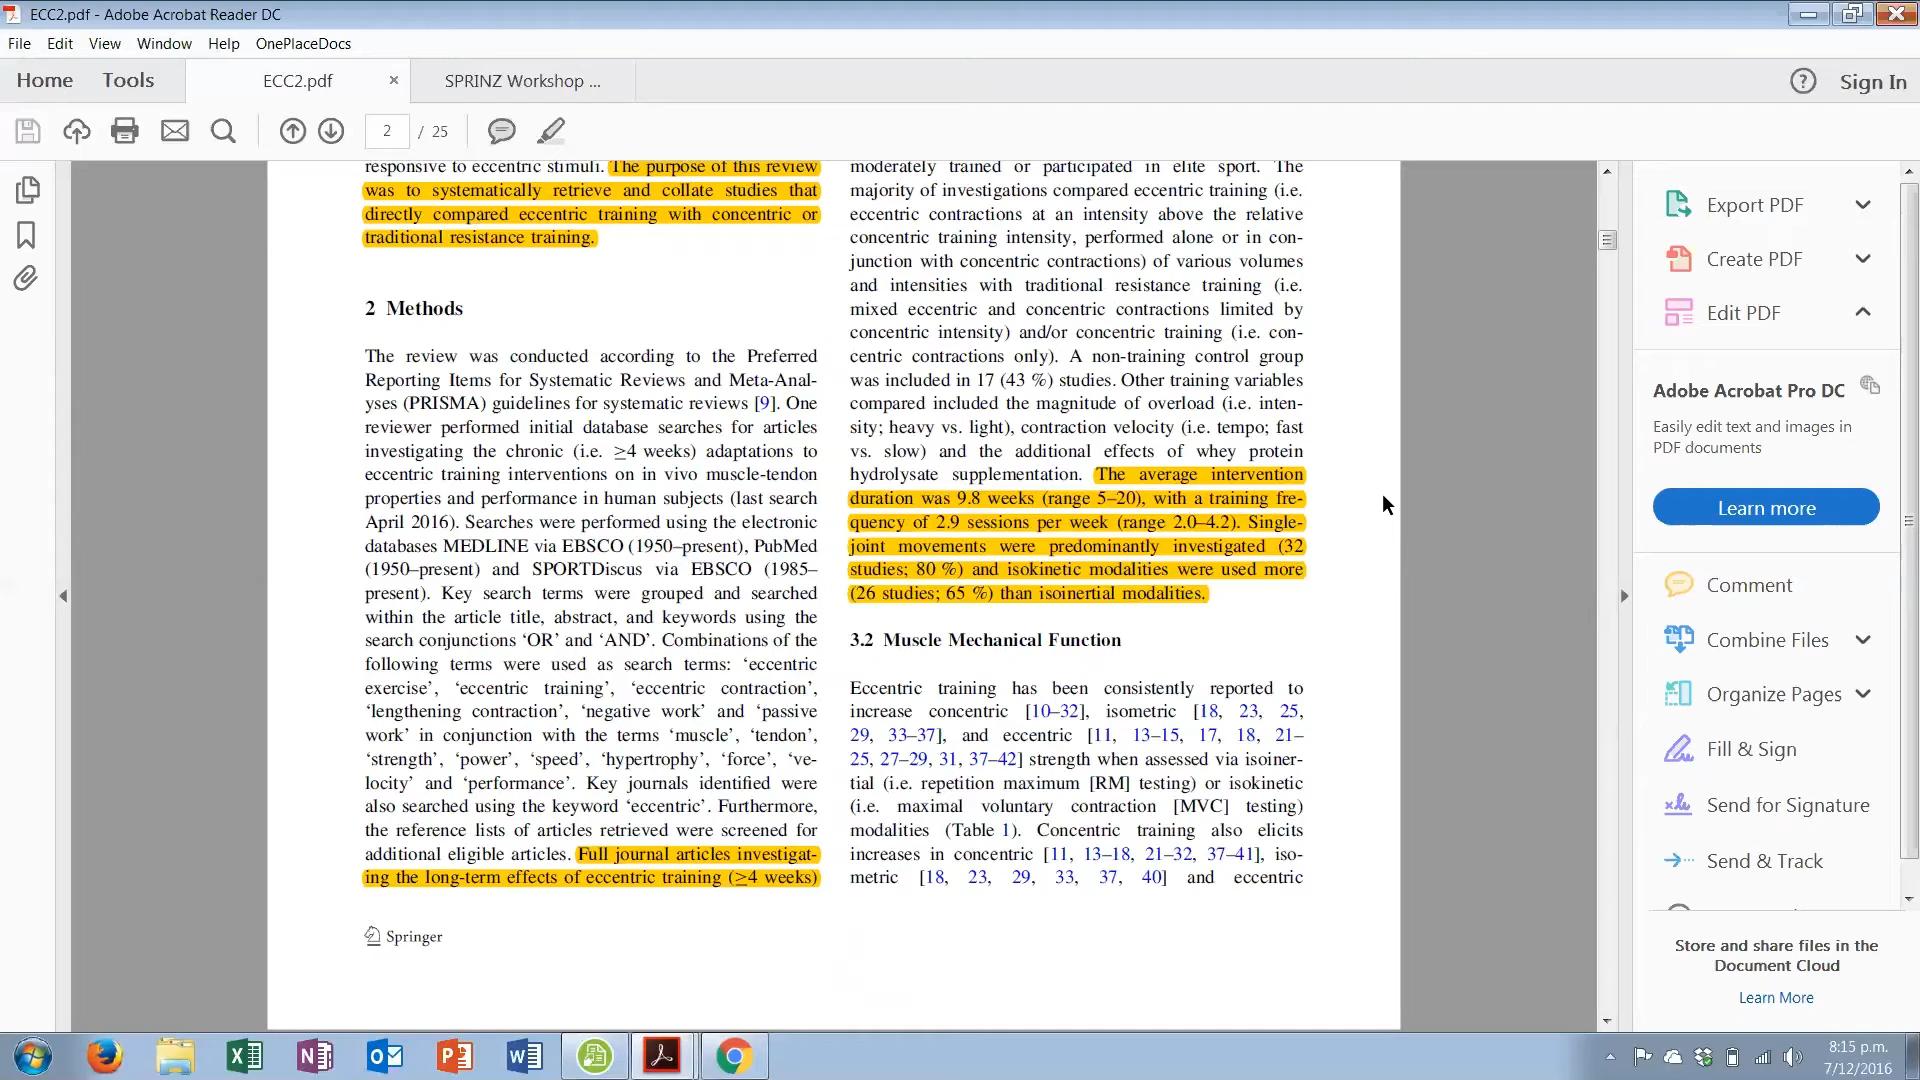 ECC2.pdf - Adobe Acrobat Reader DC
File Edit View Window Help OnePlaceDocs
Home Tools ECC2.pdf × SPRINZ Workshop ... ? Sign In
2 / 25
responsive to eccentric stimuli. The purpose of this review
was to systematically retrieve and collate studies that
directly compared eccentric training with concentric or
traditional resistance training.
2 Methods
The review was conducted according to the Preferred
Reporting Items for Systematic Reviews and Meta-Anal-
yses (PRISMA) guidelines for systematic reviews [9]. One
reviewer performed initial database searches for articles
investigating the chronic (i.e. ≥4 weeks) adaptations to
eccentric training interventions on in vivo muscle-tendon
properties and performance in human subjects (last search
April 2016). Searches were performed using the electronic
databases MEDLINE via EBSCO (1950–present), PubMed
(1950–present) and SPORTDiscus via EBSCO (1985–
present). Key search terms were grouped and searched
within the article title, abstract, and keywords using the
search conjunctions ‘OR’ and ‘AND’. Combinations of the
following terms were used as search terms: ‘eccentric
exercise’, ‘eccentric training’, ‘eccentric contraction’,
‘lengthening contraction’, ‘negative work’ and ‘passive
work’ in conjunction with the terms ‘muscle’, ‘tendon’,
‘strength’, ‘power’, ‘speed’, ‘hypertrophy’, ‘force’, ‘ve-
locity’ and ‘performance’. Key journals identified were
also searched using the keyword ‘eccentric’. Furthermore,
the reference lists of articles retrieved were screened for
additional eligible articles. Full journal articles investigat-
ing the long-term effects of eccentric training (≥4 weeks)
Springer
moderately trained or participated in elite sport. The
majority of investigations compared eccentric training (i.e.
eccentric contractions at an intensity above the relative
concentric training intensity, performed alone or in con-
junction with concentric contractions) of various volumes
and intensities with traditional resistance training (i.e.
mixed eccentric and concentric contractions limited by
concentric intensity) and/or concentric training (i.e. con-
centric contractions only). A non-training control group
was included in 17 (43 %) studies. Other training variables
compared included the magnitude of overload (i.e. inten-
sity; heavy vs. light), contraction velocity (i.e. tempo; fast
vs. slow) and the additional effects of whey protein
hydrolysate supplementation. The average intervention
duration was 9.8 weeks (range 5–20), with a training fre-
quency of 2.9 sessions per week (range 2.0–4.2). Single-
joint movements were predominantly investigated (32
studies; 80 %) and isokinetic modalities were used more
(26 studies; 65 %) than isoinertial modalities.
3.2 Muscle Mechanical Function
Eccentric training has been consistently reported to
increase concentric [10–32], isometric [18, 23, 25,
29, 33–37], and eccentric [11, 13–15, 17, 18, 21–
25, 27–29, 31, 37–42] strength when assessed via isoiner-
tial (i.e. repetition maximum [RM] testing) or isokinetic
(i.e. maximal voluntary contraction [MVC] testing)
modalities (Table 1). Concentric training also elicits
increases in concentric [11, 13–18, 21–32, 37–41], iso-
metric [18, 23, 29, 33, 37, 40] and eccentric
Export PDF
Create PDF
Edit PDF
Adobe Acrobat Pro DC
Easily edit text and images in
PDF documents
Learn more
Comment
Combine Files
Organize Pages
Fill & Sign
Send for Signature
Send & Track
Store and share files in the
Document Cloud
Learn More
8:15 p.m.
7/12/2016